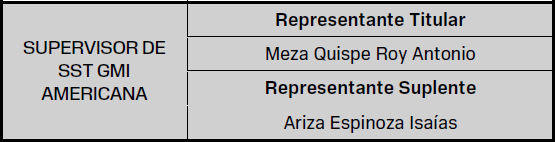 SUPERVISOR DE
SST GMI
AMERICANA
Representante Titular
Meza Quispe Roy Antonio
Representante Suplente
Ariza Espinoza Isaías